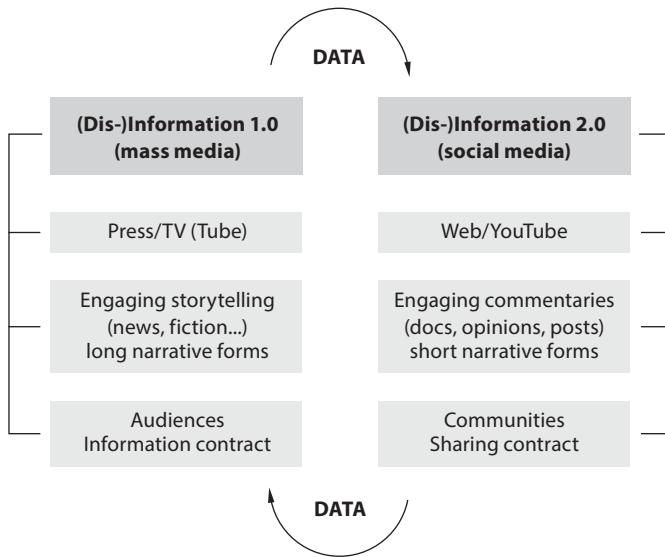 DATA
(Dis-)Information 1.0
(mass media)
Press/TV (Tube)
Engaging storytelling
(news, fiction...)
long narrative forms
Audiences
Information contract
(Dis-)Information 2.0
(social media)
Web/YouTube
Engaging commentaries
(docs, opinions, posts)
short narrative forms
Communities
Sharing contract
DATA